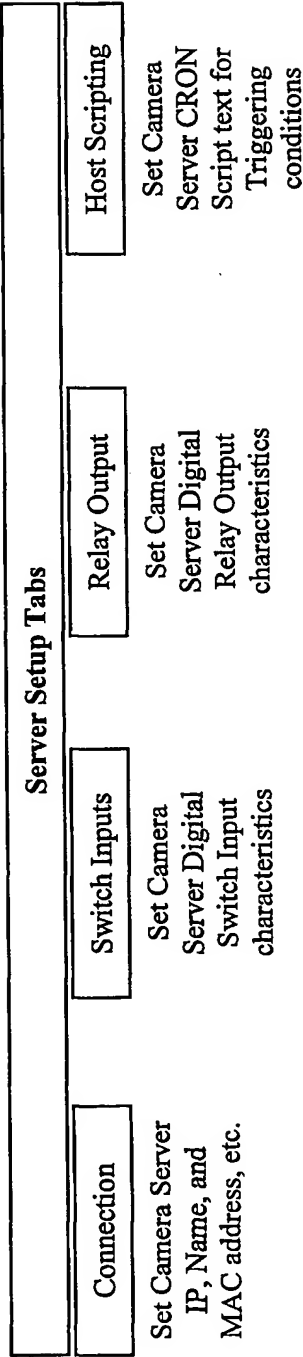 Server Setup Tabs
Connection
Set Camera Server
IP, Name, and
MAC address, etc.
Switch Inputs
Set Camera
Server Digital
Switch Input
characteristics
Relay Output
Set Camera
Server Digital
Relay Output
characteristics
Host Scripting
Set Camera
Server CRON
Script text for
Triggering
conditions